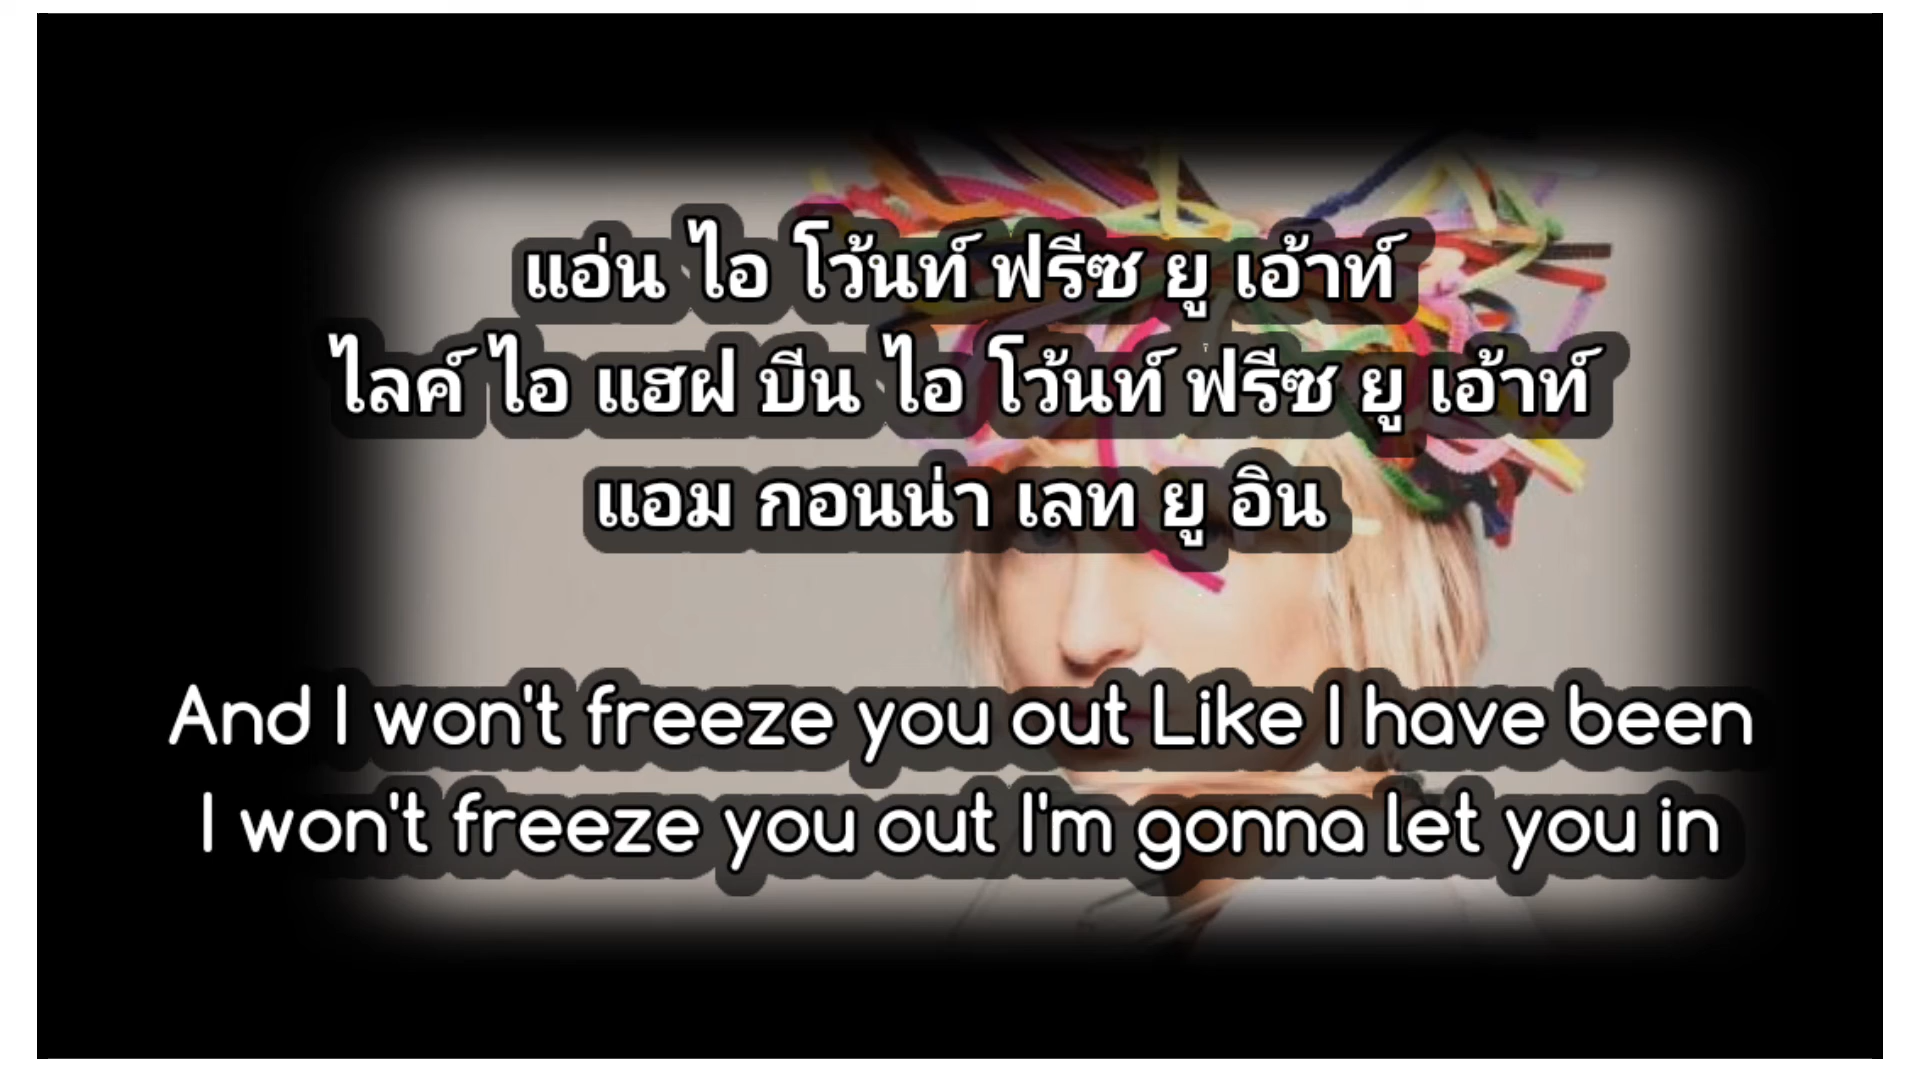 แอ่น ไอ โว้นท์ ฟรีซ ยู เอ้าท์
ไลค์ ไอ แฮฝ บีน ไอ โว้นท์ ฟรีซ ยู เอ้าท์
แอม กอนน่า เลท ยู อิน
And I won't freeze you out Like I have been
I won't freeze you out I'm gonna let you in